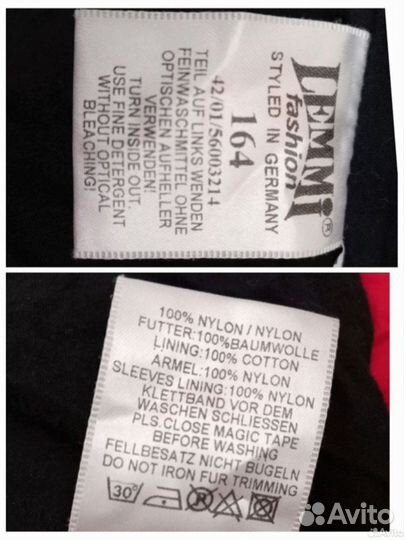 LEMMi®
fashion
STYLED IN GERMANY
164
42/01/56003214
TEIL AUF LINKS WENDEN
FEINWASCHMITTEL OHNE
OPTISCHEN AUFHELLER
VERWENDEN!
TURN INSIDE OUT.
USE FINE DETERGENT
WITHOUT OPTICAL
BLEACHING!
100% NYLON / NYLON
FUTTER:100%BAUMWOLLE
LINING:100% COTTON
ARMEL:100% NYLON
SLEEVES LINING:100% NYLON
KLETTBAND VOR DEM
WASCHEN SCHLIESSEN
PLS.CLOSE MAGIC TAPE
BEFORE WASHING
FELLBESATZ NICHT BUGELN
DO NOT IRON FUR TRIMMING
30°
Avito